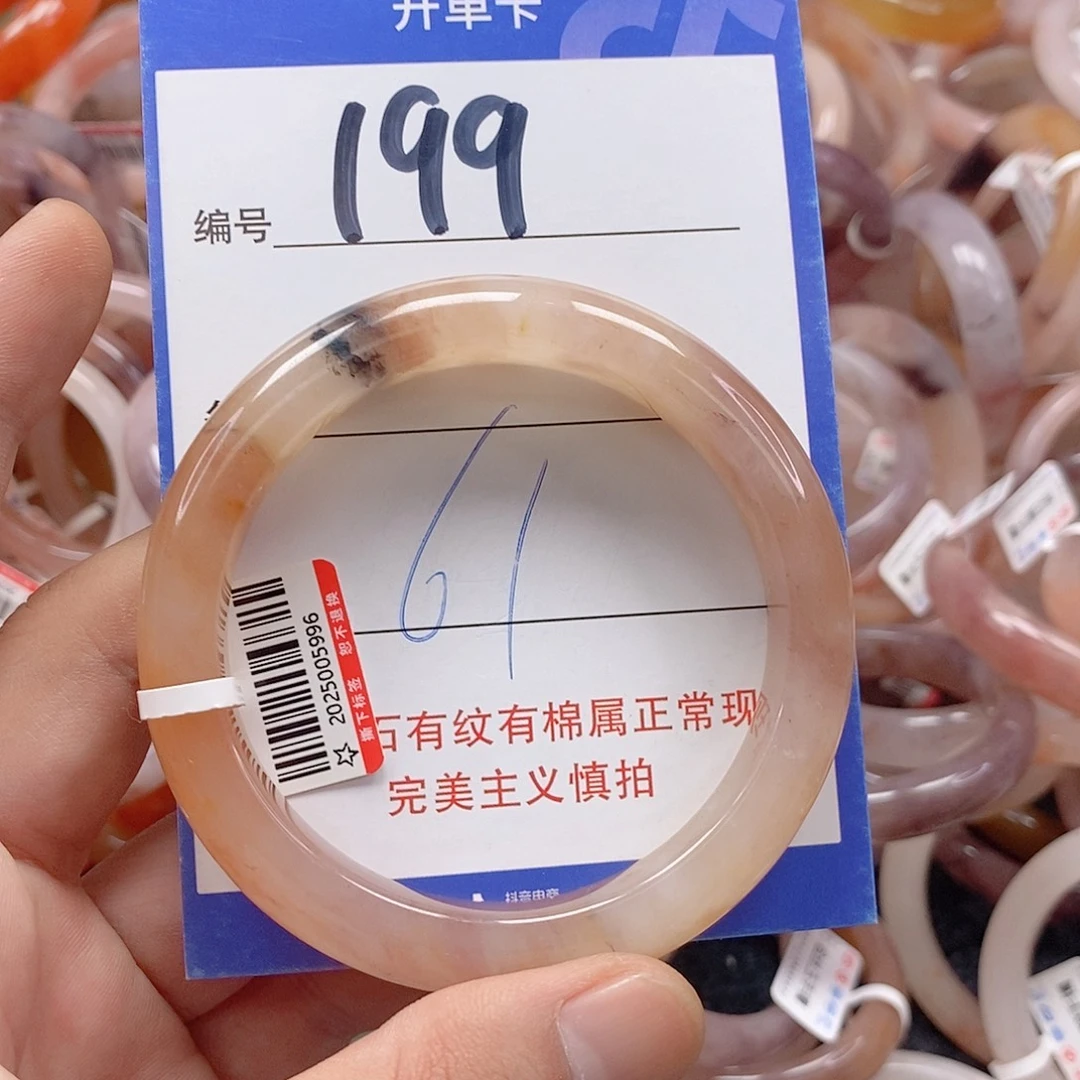 开单卡
编号 199
61
2025005996
撕下标签 恕不退换
石有纹有棉属正常现
完美主义慎拍
抖音电商